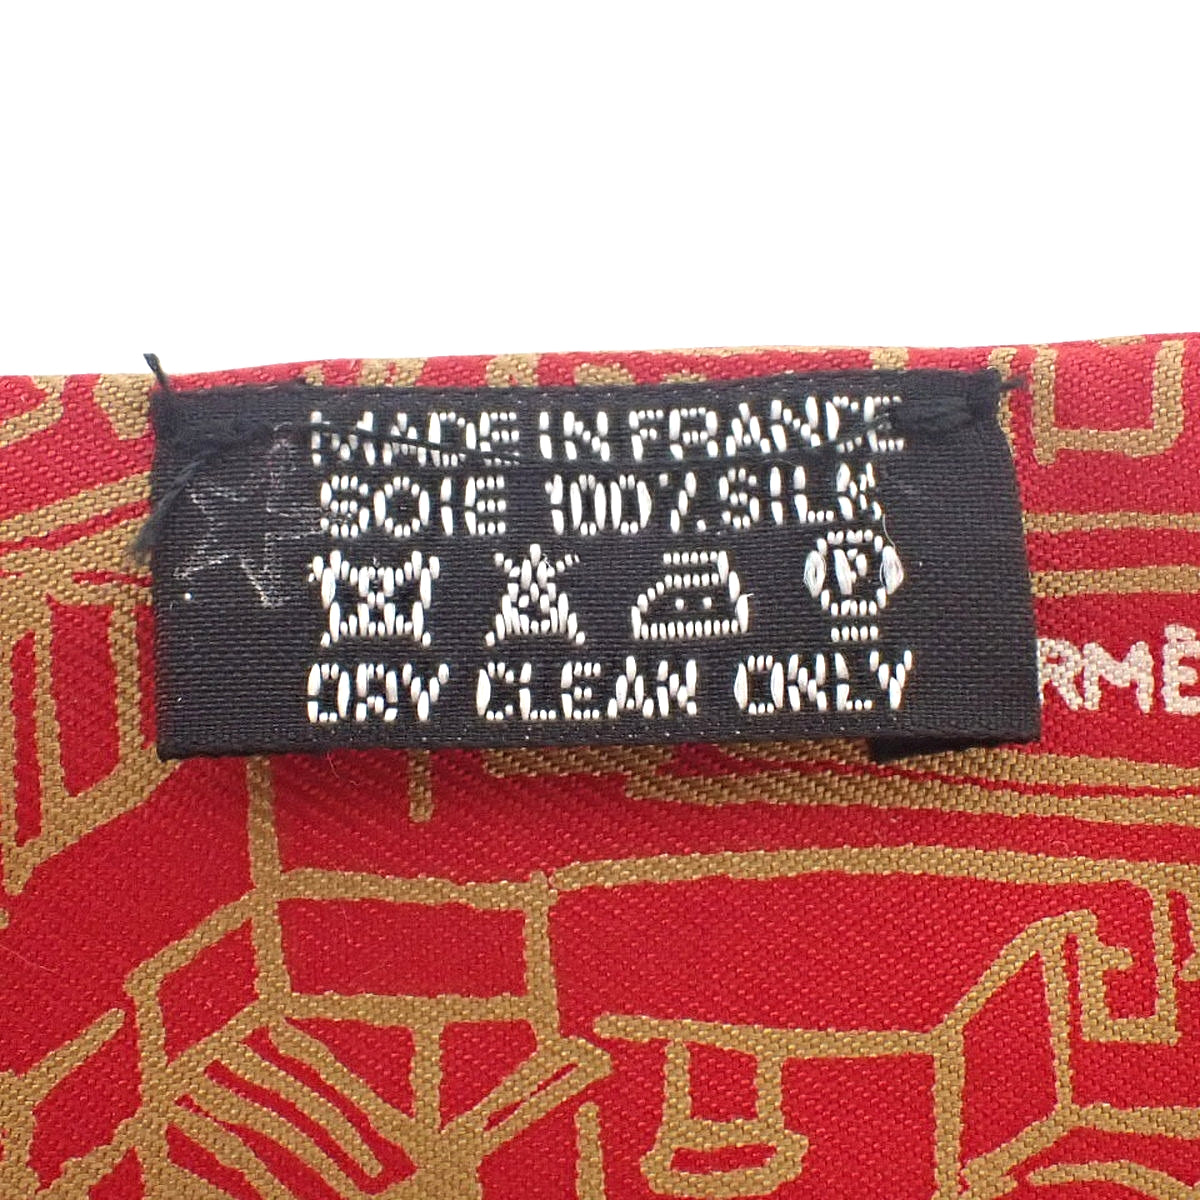 MADE IN FRANCE
SOIE 100% SILK
P
DRY CLEAN ONLY
RMÈ